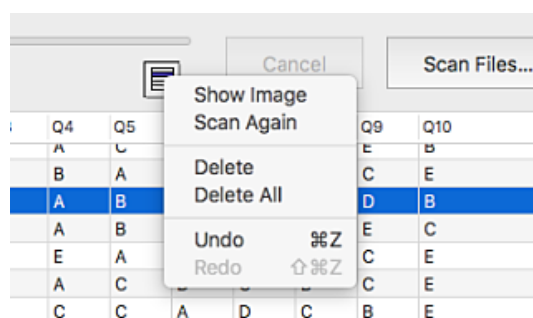 Cancel Scan Files...
Show Image
Scan Again
Delete
Delete All
Undo ⌘Z
Redo ⇧⌘Z
Q4 Q5 Q9 Q10
A C E B
B A C E
A B D B
A B E C
E A C E
A C C E
C C A D C B E